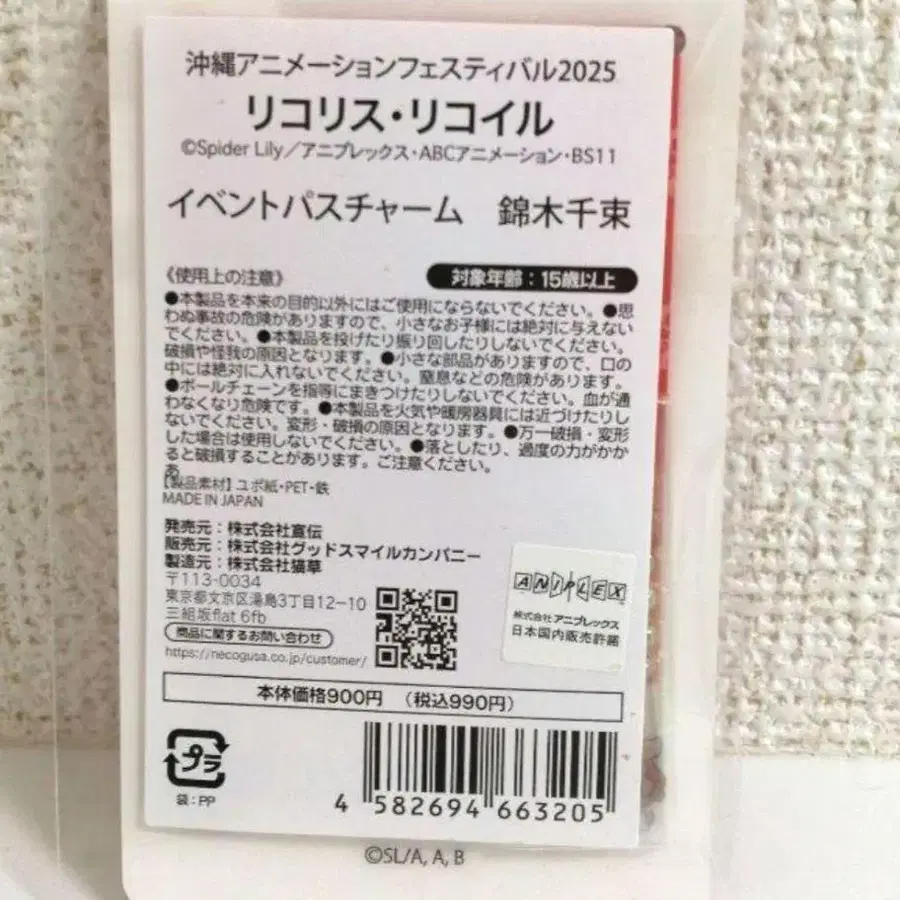 沖縄アニメーションフェスティバル2025
リコリス・リコイル
©Spider Lily／アニプレックス・ABCアニメーション・BS11
イベントパスチャーム　錦木千束
《使用上の注意》
対象年齢：15歳以上
●本製品を本来の目的以外にはご使用にならないでください。●思
わぬ事故の危険がありますので、小さなお子様には絶対に与えない
でください。●本製品を投げたり振り回したりしないでください。
破損や怪我の原因となります。●小さな部品がありますので、口の
中には絶対に入れないでください。窒息などの危険があります。
●ボールチェーンを指等にまきつけたりしないでください。血が通
わなくなり危険です。●本製品を火気や暖房器具には近づけたりし
ないでください。変形・破損の原因となります。●万一破損・変形
した場合は使用しないでください。●落としたり、過度の力がかか
ると破損することがあります。ご注意ください。
あ
【製品素材】ユポ紙・PET・鉄
MADE IN JAPAN
発売元：株式会社宣伝
販売元：株式会社グッドスマイルカンパニー
製造元：株式会社猫草
〒113-0034
東京都文京区湯島3丁目12-10
三組坂flat 6fb
商品に関するお問い合わせ
https://necogusa.co.jp/customer/
ANIPLEX
株式会社 アニプレックス
日本国内販売許諾
本体価格900円　（税込990円）
プラ
袋：PP
4 582694 663205
©SL/A, A, B